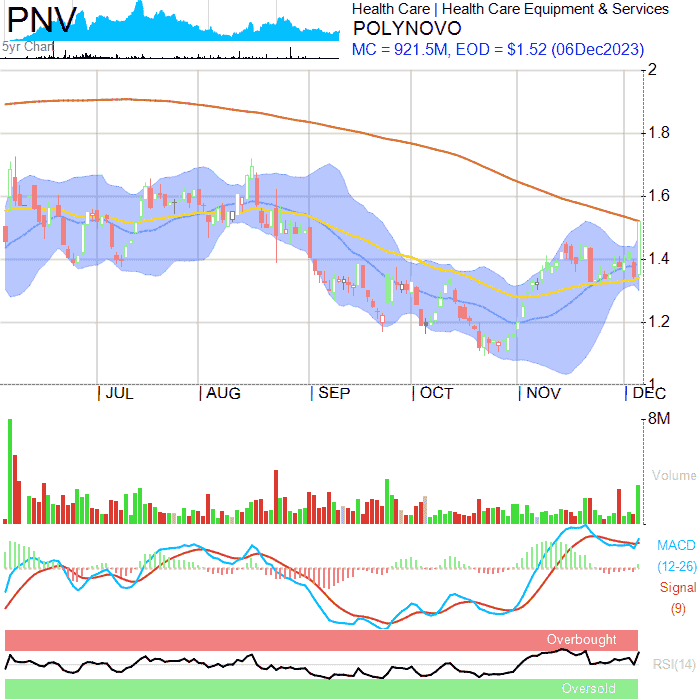 PNV
5yr Chart
Health Care | Health Care Equipment & Services
POLYNOVO
MC = 921.5M, EOD = $1.52 (06Dec2023)
2
1.8
1.6
1.4
1.2
1
JUL AUG SEP OCT NOV DEC
8M
Volume
MACD
(12-26)
Signal
(9)
Overbought
RSI(14)
Oversold